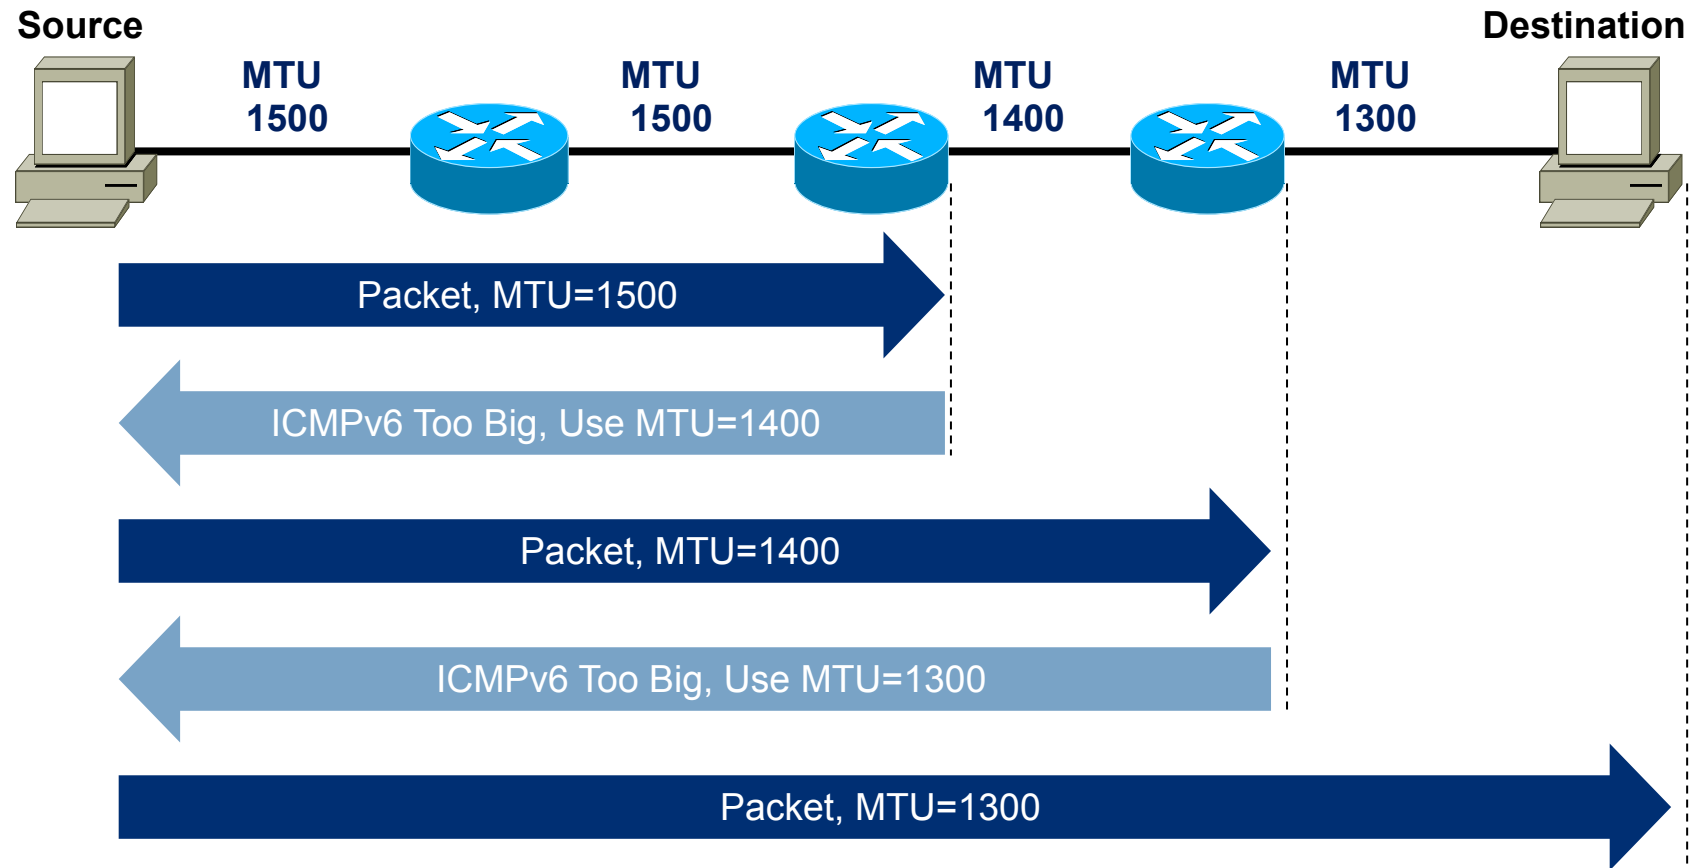 Source
Destination
MTU
1500
MTU
1500
MTU
1400
MTU
1300
Packet, MTU=1500
ICMPv6 Too Big, Use MTU=1400
Packet, MTU=1400
ICMPv6 Too Big, Use MTU=1300
Packet, MTU=1300